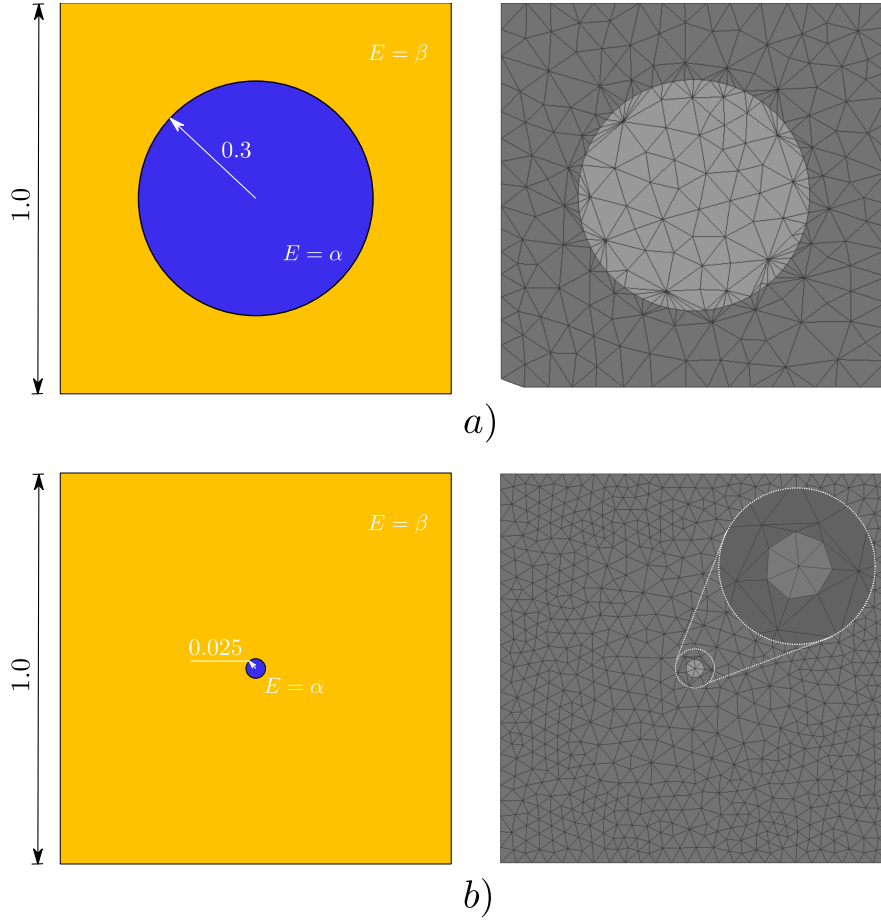 E = β
0.3
1.0
E = α
a)
E = β
0.025
1.0
E = α
b)